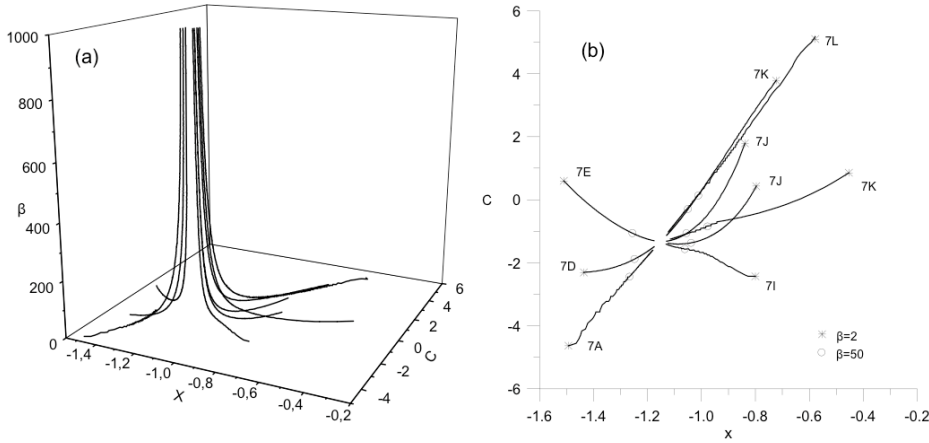 (a)
1000
800
600
β
400
200
0
-1,4
-1,2
-1,0
-0,8
-0,6
-0,4
-0,2
X
6
4
2
0
-2
-4
C
(b)
6
4
2
0
-2
-4
-6
C
7L
7K
7J
7J
7E
7K
7D
7I
7A
β=2
β=50
-1.6 -1.4 -1.2 -1.0 -0.8 -0.6 -0.4 -0.2
x